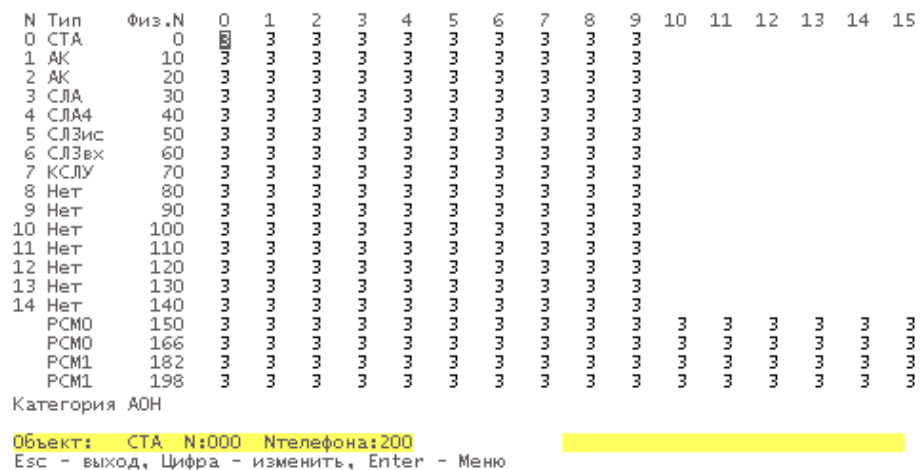 N Тип Физ.N 0 1 2 3 4 5 6 7 8 9 10 11 12 13 14 15
0 СТА 0 3 3 3 3 3 3 3 3 3 3
1 АК 10 3 3 3 3 3 3 3 3 3 3
2 АК 20 3 3 3 3 3 3 3 3 3 3
3 СЛА 30 3 3 3 3 3 3 3 3 3 3
4 СЛА4 40 3 3 3 3 3 3 3 3 3 3
5 СЛ3ис 50 3 3 3 3 3 3 3 3 3 3
6 СЛ3вх 60 3 3 3 3 3 3 3 3 3 3
7 КСЛУ 70 3 3 3 3 3 3 3 3 3 3
8 Нет 80 3 3 3 3 3 3 3 3 3 3
9 Нет 90 3 3 3 3 3 3 3 3 3 3
10 Нет 100 3 3 3 3 3 3 3 3 3 3
11 Нет 110 3 3 3 3 3 3 3 3 3 3
12 Нет 120 3 3 3 3 3 3 3 3 3 3
13 Нет 130 3 3 3 3 3 3 3 3 3 3
14 Нет 140 3 3 3 3 3 3 3 3 3 3
РСМ0 150 3 3 3 3 3 3 3 3 3 3 3 3 3 3 3 3
РСМ0 166 3 3 3 3 3 3 3 3 3 3 3 3 3 3 3 3
РСМ1 182 3 3 3 3 3 3 3 3 3 3 3 3 3 3 3 3
РСМ1 198 3 3 3 3 3 3 3 3 3 3 3 3 3 3 3 3
Категория АОН
Объект: СТА N:000 Nтелефона:200
Esc - выход, Цифра - изменить, Enter - Меню